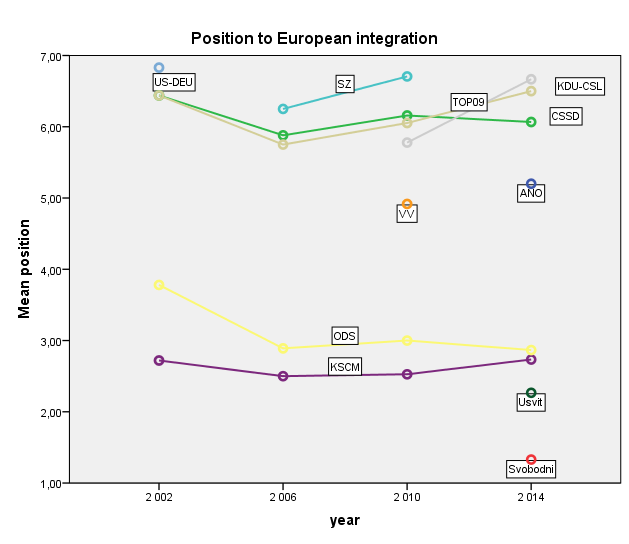 Position to European integration
7,00
US-DEU
SZ
KDU-CSL
TOP09
CSSD
6,00
5,00
ANO
VV
4,00
Mean position
ODS
3,00
KSCM
Usvit
2,00
Svobodni
1,00
2 002
2 006
2 010
2 014
year